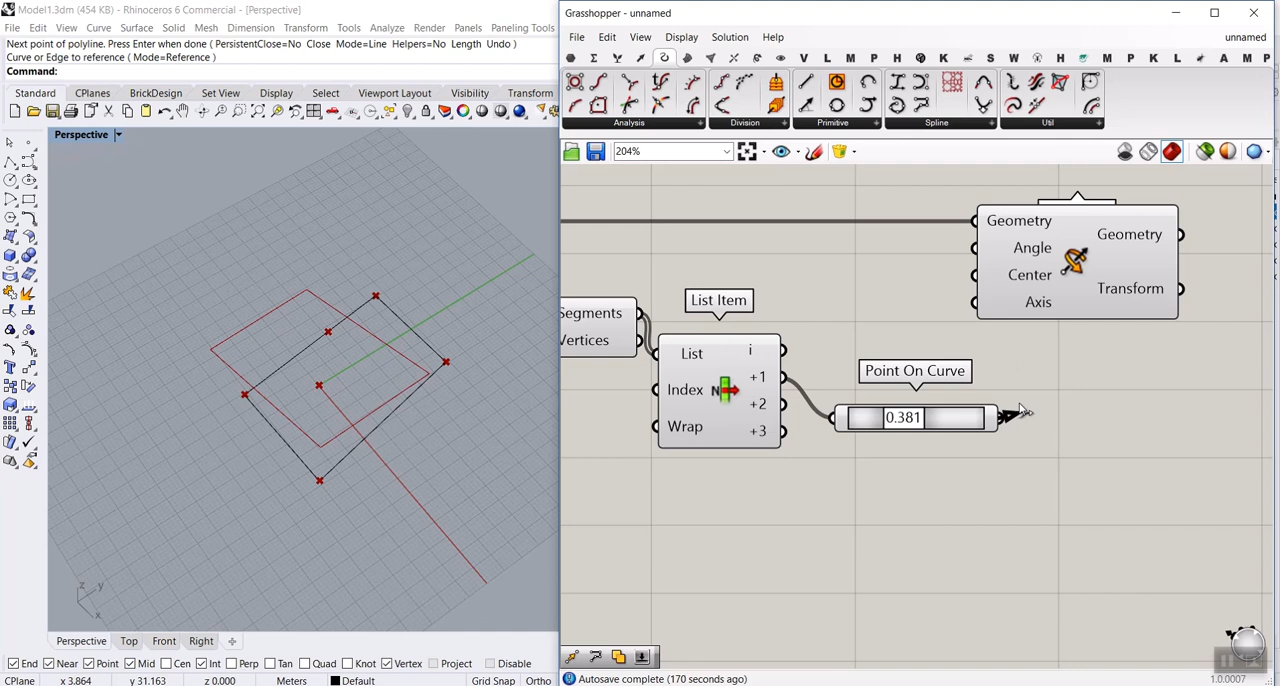 Model1.3dm (454 KB) - Rhinoceros 6 Commercial - [Perspective]
File Edit View Curve Surface Solid Mesh Dimension Transform Tools Analyze Render Panels Paneling Tools
Next point of polyline. Press Enter when done ( PersistentClose=No Close Mode=Line Helpers=No Length Undo )
Curve or Edge to reference ( Mode=Reference )
Command:
Standard CPlanes BrickDesign Set View Display Select Viewport Layout Visibility Transform
Perspective
z y
x
Perspective Top Front Right
End Near Point Mid Cen Int Perp Tan Quad Knot Vertex Project Disable
CPlane x 3.864 y 31.163 z 0.000 Meters Default Grid Snap Ortho
Grasshopper - unnamed
File Edit View Display Solution Help unnamed
V L M P H K S W H M P K L A M P
Analysis Division Primitive Spline Util
204%
Geometry
Angle
Center
Axis
Geometry
Transform
Segments
Vertices
List Item
List
Index
Wrap
i
+1
+2
+3
Point On Curve
0.381
Autosave complete (170 seconds ago) 1.0.0007